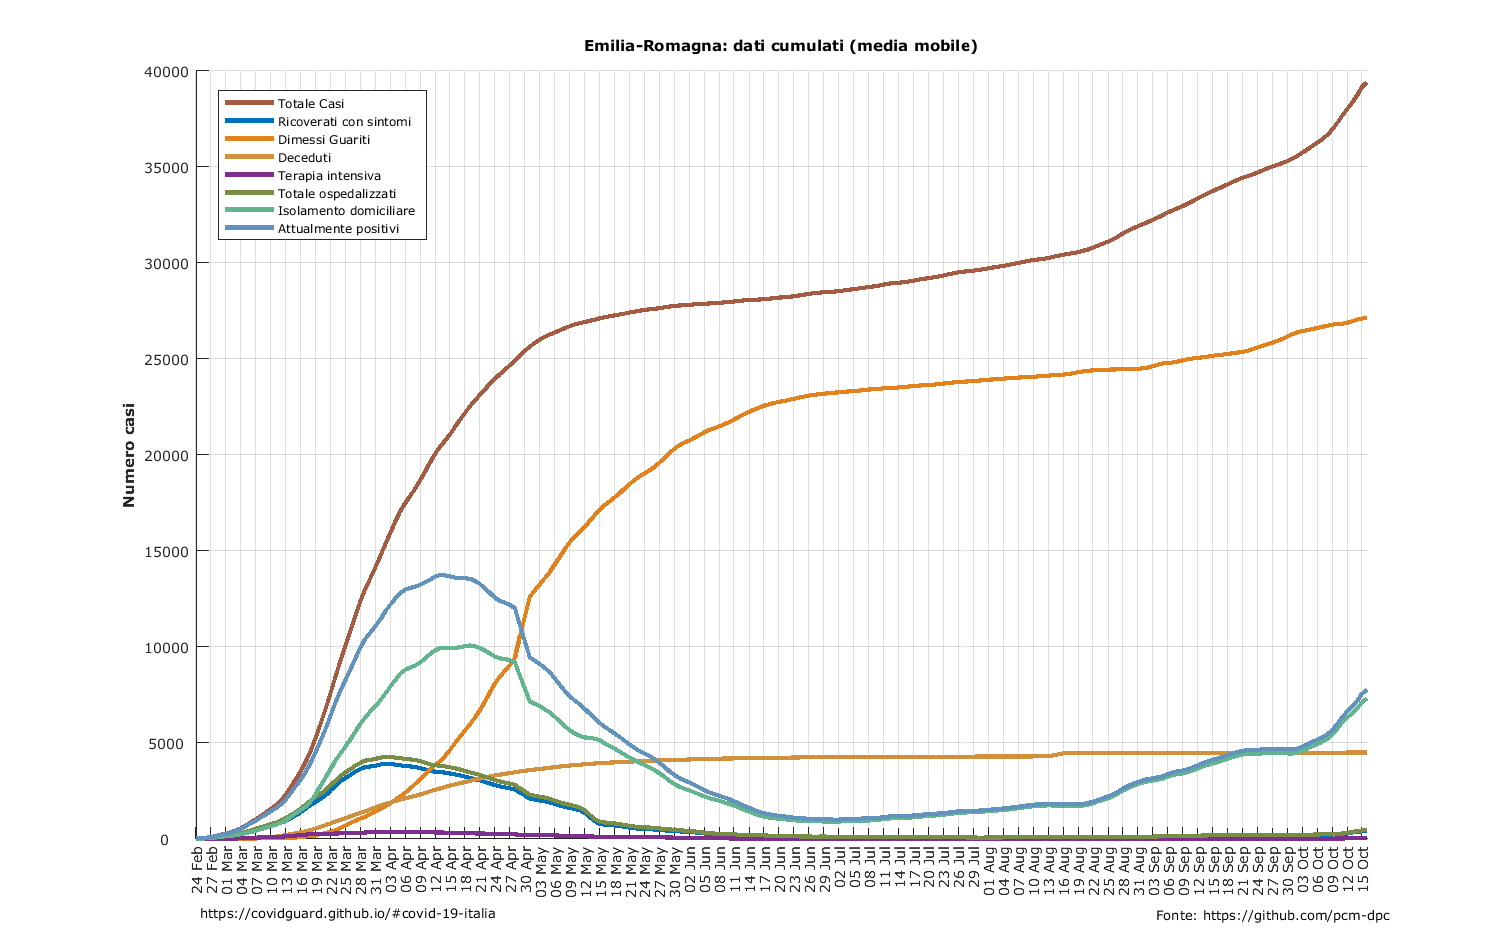 Emilia-Romagna: dati cumulati (media mobile)
40000
35000
30000
25000
20000
15000
10000
5000
0
Numero casi
Totale Casi
Ricoverati con sintomi
Dimessi Guariti
Deceduti
Terapia intensiva
Totale ospedalizzati
Isolamento domiciliare
Attualmente positivi
24 Feb
27 Feb
01 Mar
04 Mar
07 Mar
10 Mar
13 Mar
16 Mar
19 Mar
22 Mar
25 Mar
28 Mar
31 Mar
03 Apr
06 Apr
09 Apr
12 Apr
15 Apr
18 Apr
21 Apr
24 Apr
27 Apr
30 Apr
03 May
06 May
09 May
12 May
15 May
18 May
21 May
24 May
27 May
30 May
02 Jun
05 Jun
08 Jun
11 Jun
14 Jun
17 Jun
20 Jun
23 Jun
26 Jun
29 Jun
02 Jul
05 Jul
08 Jul
11 Jul
14 Jul
17 Jul
20 Jul
23 Jul
26 Jul
29 Jul
01 Aug
04 Aug
07 Aug
10 Aug
13 Aug
16 Aug
19 Aug
22 Aug
25 Aug
28 Aug
31 Aug
03 Sep
06 Sep
09 Sep
12 Sep
15 Sep
18 Sep
21 Sep
24 Sep
27 Sep
30 Sep
03 Oct
06 Oct
09 Oct
12 Oct
15 Oct
https://covidguard.github.io/#covid-19-italia
Fonte: https://github.com/pcm-dpc